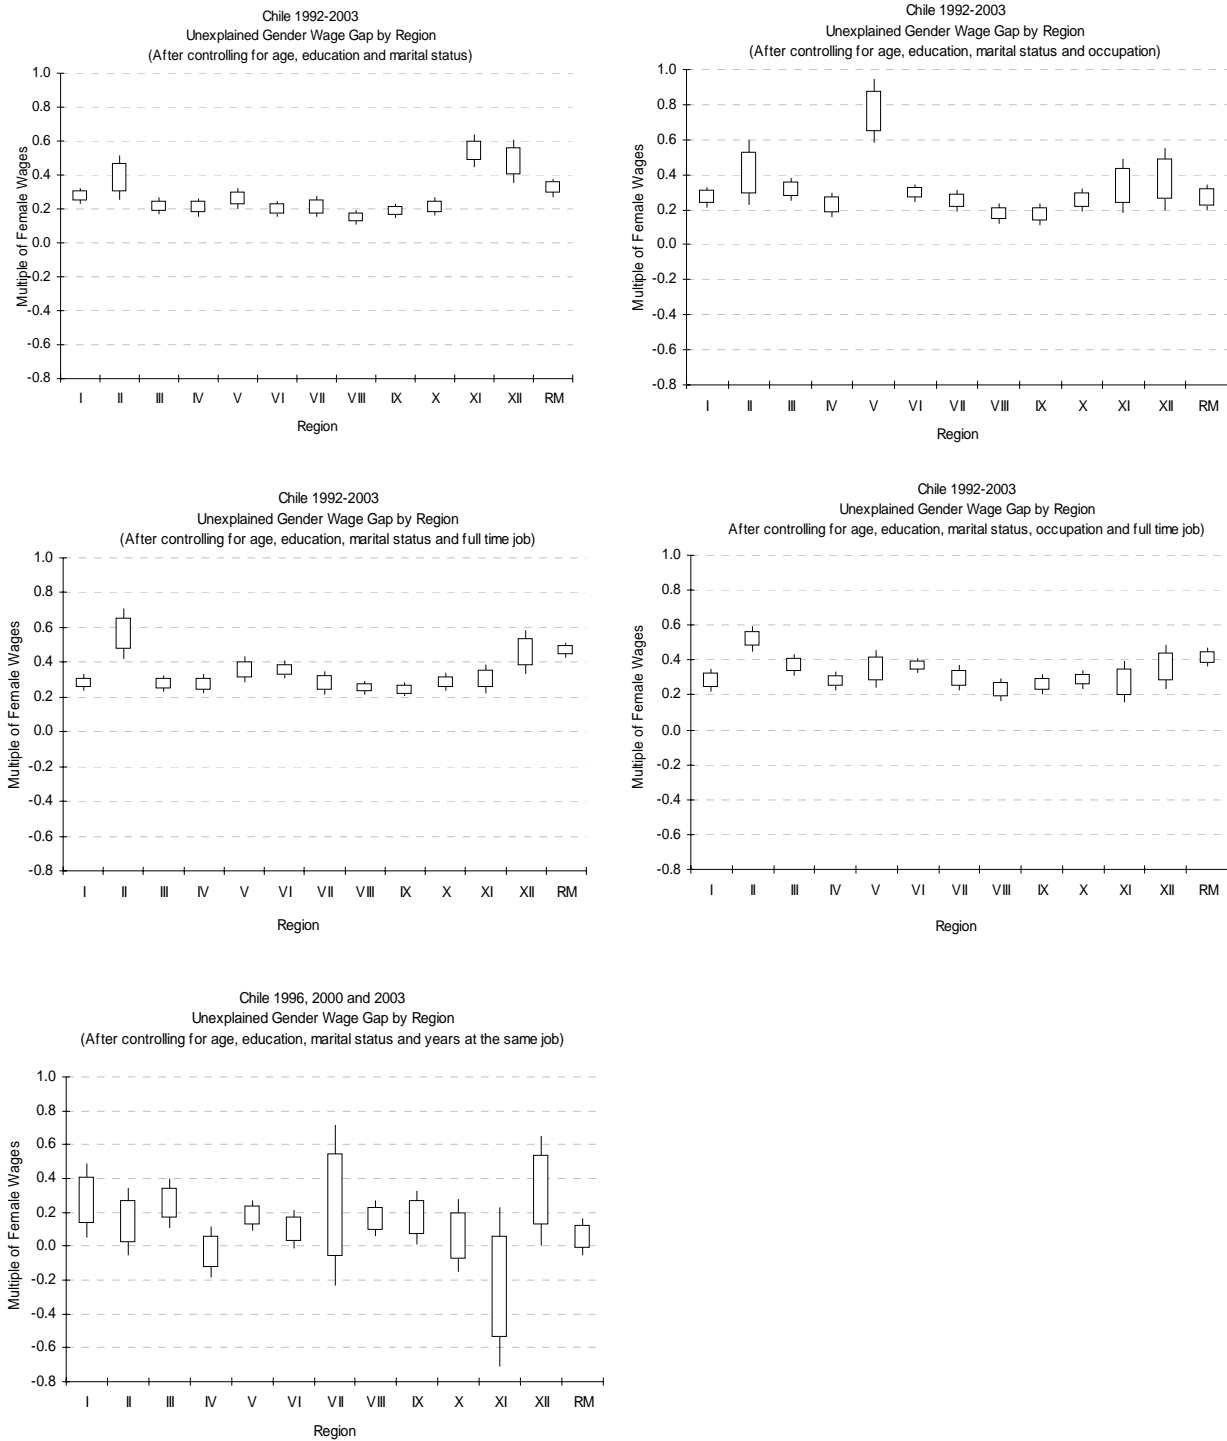 Chile 1992-2003
Unexplained Gender Wage Gap by Region
(After controlling for age, education and marital status)
1.0
0.8
0.6
0.4
0.2
0.0
-0.2
-0.4
-0.6
-0.8
Multiple of Female Wages
I II III IV V VI VII VIII IX X XI XII RM
Region
Chile 1992-2003
Unexplained Gender Wage Gap by Region
(After controlling for age, education, marital status and occupation)
1.0
0.8
0.6
0.4
0.2
0.0
-0.2
-0.4
-0.6
-0.8
Multiple of Female Wages
I II III IV V VI VII VIII IX X XI XII RM
Region
Chile 1992-2003
Unexplained Gender Wage Gap by Region
(After controlling for age, education, marital status and full time job)
1.0
0.8
0.6
0.4
0.2
0.0
-0.2
-0.4
-0.6
-0.8
Multiple of Female Wages
I II III IV V VI VII VIII IX X XI XII RM
Region
Chile 1992-2003
Unexplained Gender Wage Gap by Region
After controlling for age, education, marital status, occupation and full time job)
1.0
0.8
0.6
0.4
0.2
0.0
-0.2
-0.4
-0.6
-0.8
Multiple of Female Wages
I II III IV V VI VII VIII IX X XI XII RM
Region
Chile 1996, 2000 and 2003
Unexplained Gender Wage Gap by Region
(After controlling for age, education, marital status and years at the same job)
1.0
0.8
0.6
0.4
0.2
0.0
-0.2
-0.4
-0.6
-0.8
Multiple of Female Wages
I II III IV V VI VII VIII IX X XI XII RM
Region